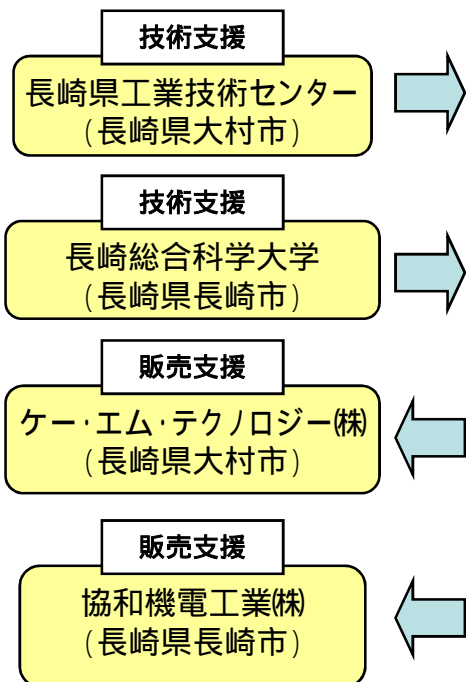 技術支援
長崎県工業技術センター
(長崎県大村市)
技術支援
長崎総合科学大学
(長崎県長崎市)
販売支援
ケー・エム・テクノロジー㈱
(長崎県大村市)
販売支援
協和機電工業㈱
(長崎県長崎市)